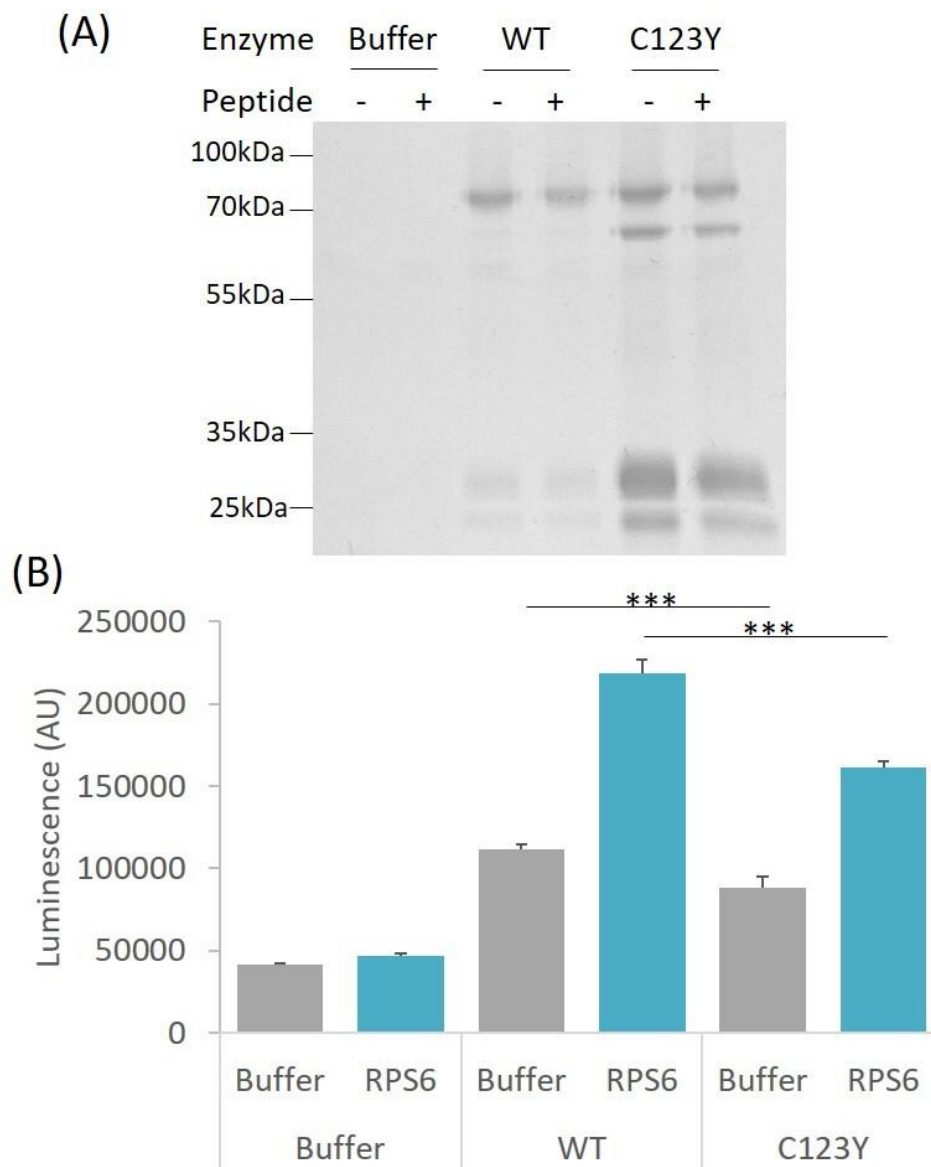 (A)
Enzyme Buffer WT C123Y
Peptide - + - + - +
100kDa
70kDa
55kDa
35kDa
25kDa
(B)
*** 
***
250000
200000
150000
100000
50000
0
Luminescence (AU)
Buffer RPS6 Buffer RPS6 Buffer RPS6
Buffer WT C123Y